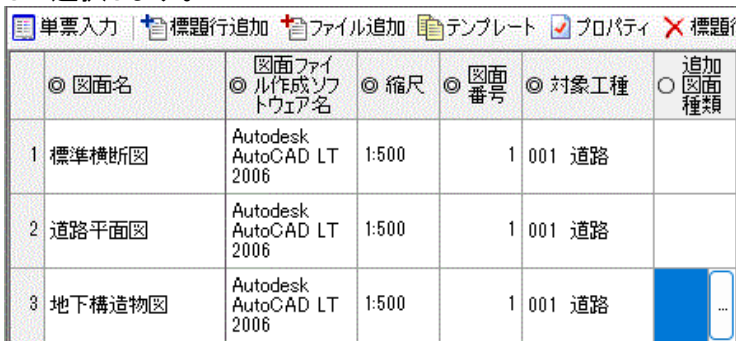 単票入力 標題行追加 ファイル追加 テンプレート プロパティ 標題行
◎ 図面名 ◎ 図面ファイル作成ソフトウェア名 ◎ 縮尺 ◎ 図面番号 ◎ 対象工種 ○ 追加図面種類
1 標準横断図 Autodesk AutoCAD LT 2006 1:500 1 001 道路
2 道路平面図 Autodesk AutoCAD LT 2006 1:500 1 001 道路
3 地下構造物図 Autodesk AutoCAD LT 2006 1:500 1 001 道路 ...